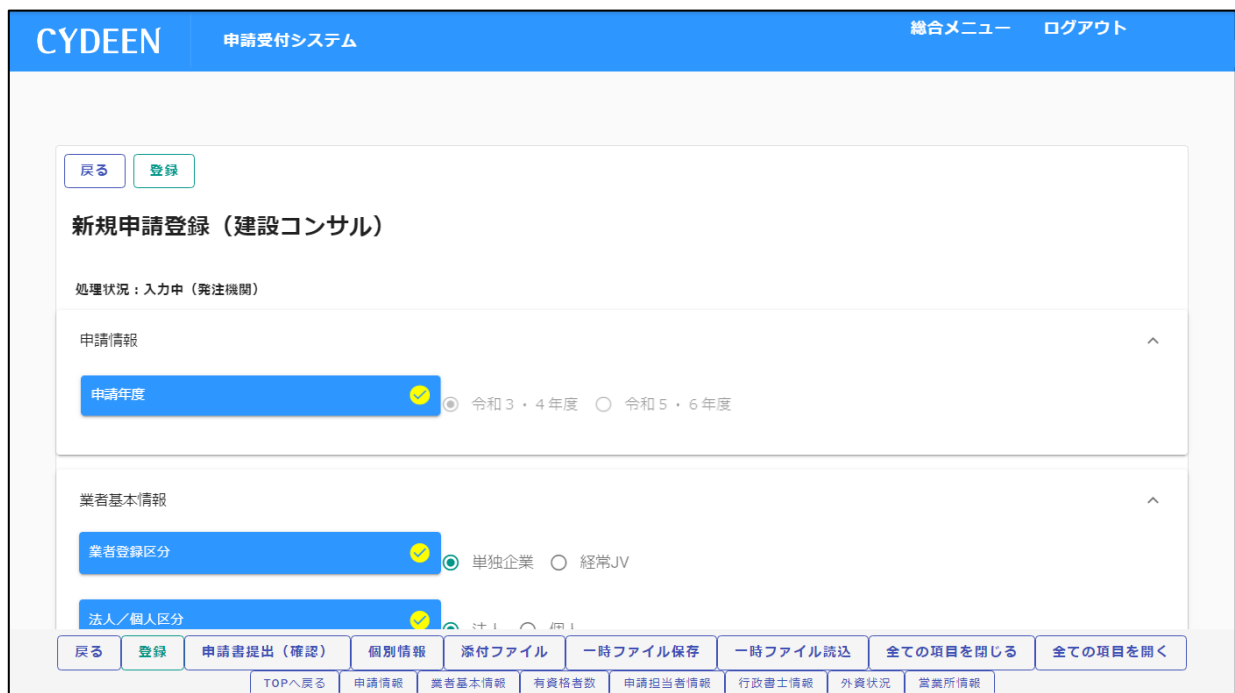 CYDEEN 申請受付システム 総合メニュー ログアウト
戻る 登録
新規申請登録（建設コンサル）
処理状況：入力中（発注機関）
申請情報
申請年度 令和３・４年度 令和５・６年度
業者基本情報
業者登録区分 単独企業 経常JV
法人／個人区分 法人 個人
戻る 登録 申請書提出（確認） 個別情報 添付ファイル 一時ファイル保存 一時ファイル読込 全ての項目を閉じる 全ての項目を開く
TOPへ戻る 申請情報 業者基本情報 有資格者数 申請担当者情報 行政書士情報 外資状況 営業所情報